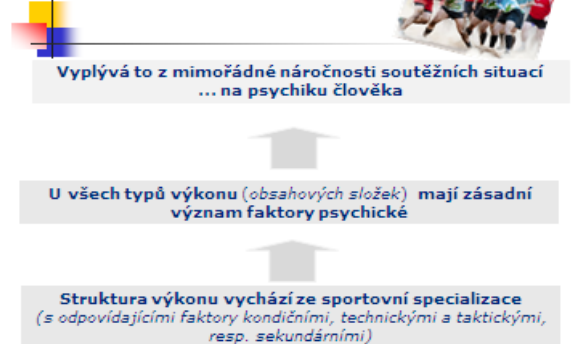 Vyplývá to z mimořádné náročnosti soutěžních situací
... na psychiku člověka
U všech typů výkonu (obsahových složek) mají zásadní
význam faktory psychické
Struktura výkonu vychází ze sportovní specializace
(s odpovídajícími faktory kondičními, technickými a taktickými,
resp. sekundárními)